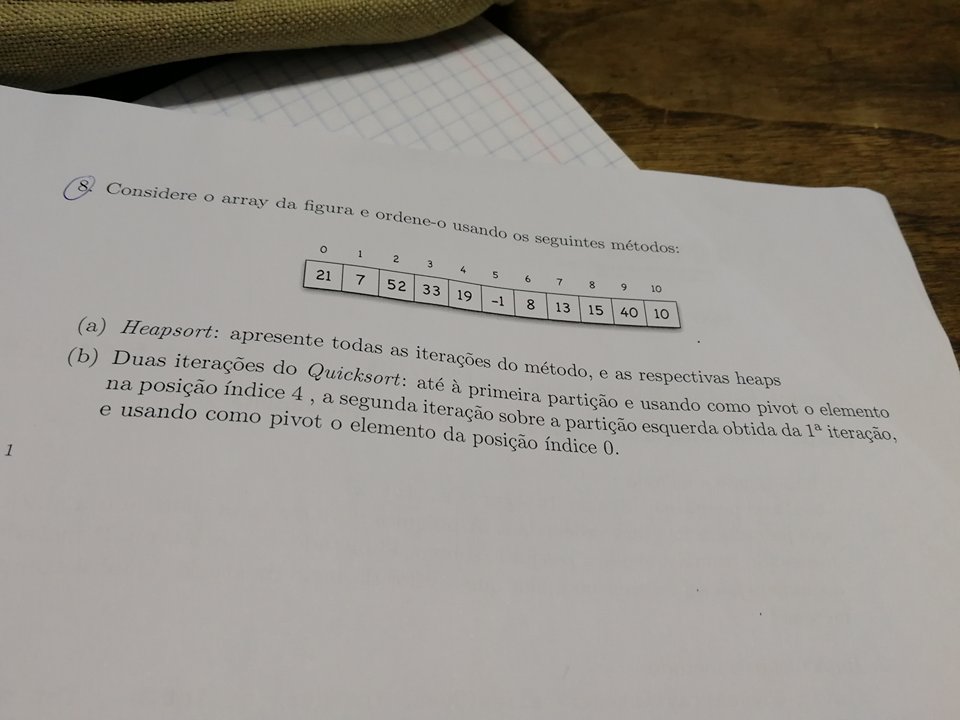 8. Considere o array da figura e ordene-o usando os seguintes métodos:
0 1 2 3 4 5 6 7 8 9 10
21 7 52 33 19 -1 8 13 15 40 10
(a) Heapsort: apresente todas as iterações do método, e as respectivas heaps
(b) Duas iterações do Quicksort: até à primeira partição e usando como pivot o elemento
na posição índice 4 , a segunda iteração sobre a partição esquerda obtida da 1ª iteração,
e usando como pivot o elemento da posição índice 0.
1